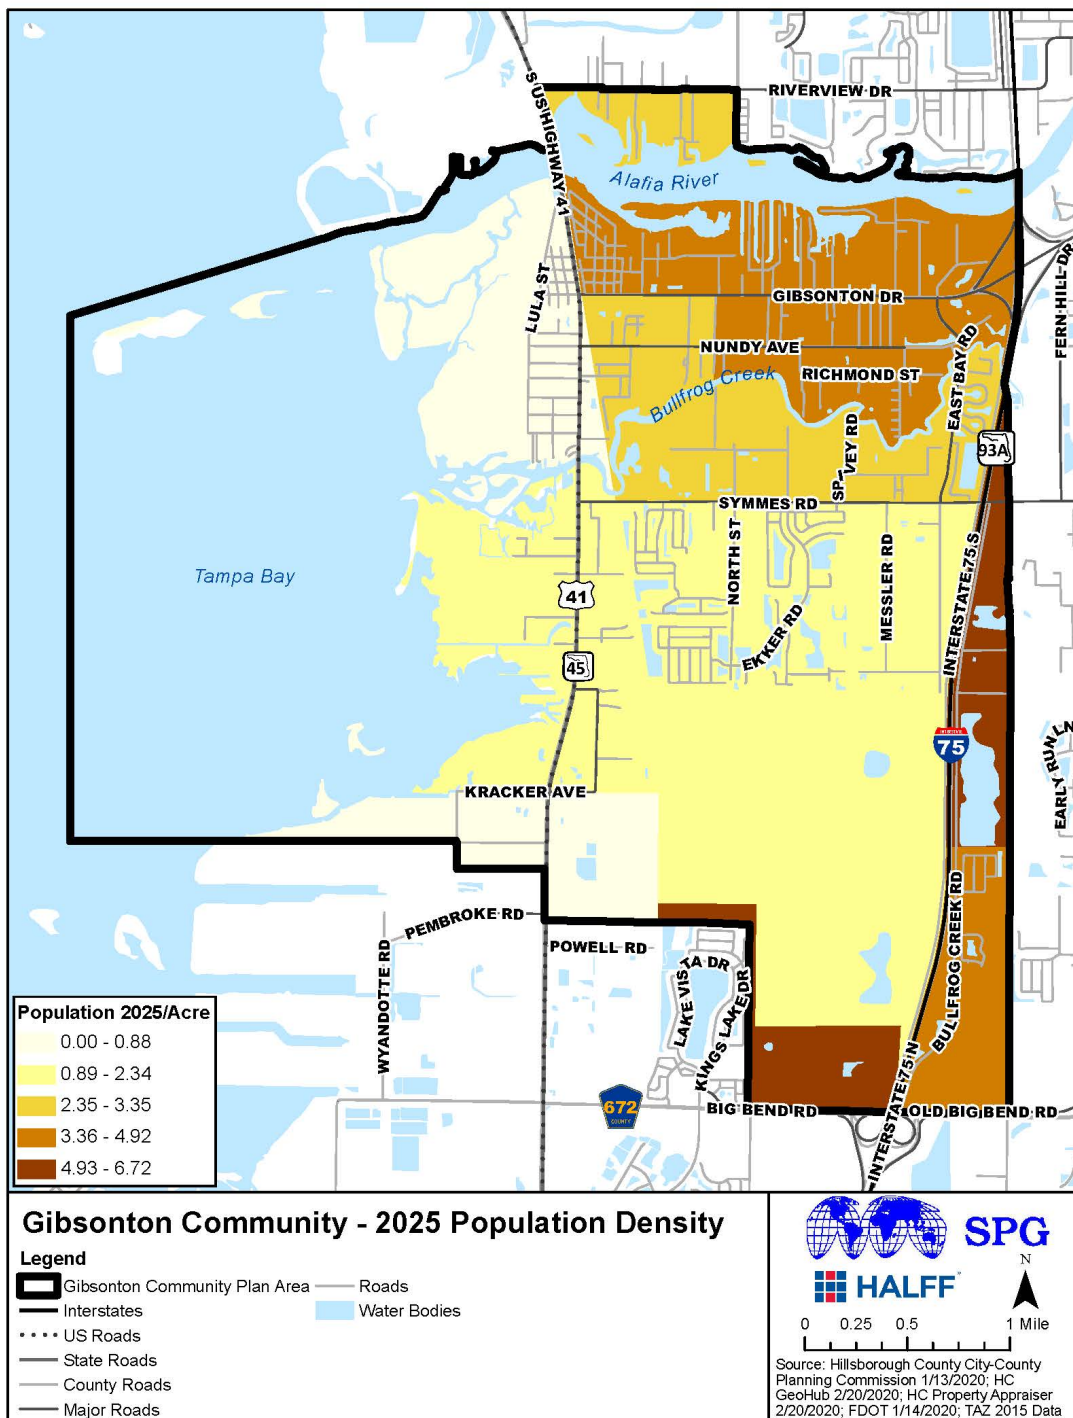 RIVERVIEW DR
S US HIGHWAY 41
Alafia River
FERN HILL DR
LULA ST
GIBSONTON DR
NUNDY AVE
RICHMOND ST
EAST BAY RD
Bullfrog Creek
93A
SPIVEY RD
SYMMES RD
Tampa Bay
NORTH ST
MESSLER RD
INTERSTATE 75 S
41
EKKER RD
45
75
EARLY RUN LN
KRACKER AVE
PEMBROKE RD
POWELL RD
WYANDOTTE RD
LAKE VISTA DR
KINGS LAKE DR
BULLFROG CREEK RD
INTERSTATE 75 N
672
COUNTY
BIG BEND RD
OLD BIG BEND RD
Population 2025/Acre
0.00 - 0.88
0.89 - 2.34
2.35 - 3.35
3.36 - 4.92
4.93 - 6.72
Gibsonton Community - 2025 Population Density
Legend
Gibsonton Community Plan Area
Roads
Interstates
Water Bodies
US Roads
State Roads
County Roads
Major Roads
SPG
HALFF
N
0 0.25 0.5 1 Mile
Source: Hillsborough County City-County
Planning Commission 1/13/2020; HC
GeoHub 2/20/2020; HC Property Appraiser
2/20/2020; FDOT 1/14/2020; TAZ 2015 Data